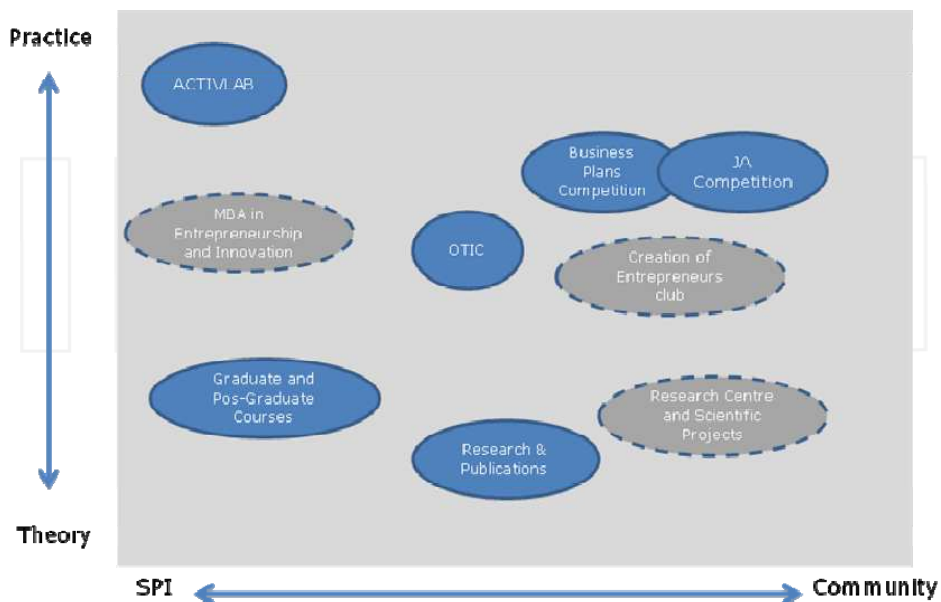 Practice
ACTIVLAB
Business
Plans
Competition
JA
Competition
MBA in
Entrepreneurship
and Innovation
OTIC
Creation of
Entrepreneurs
club
Graduate and
Pos-Graduate
Courses
Research Centre
and Scientific
Projects
Research &
Publications
Theory
SPI
Community